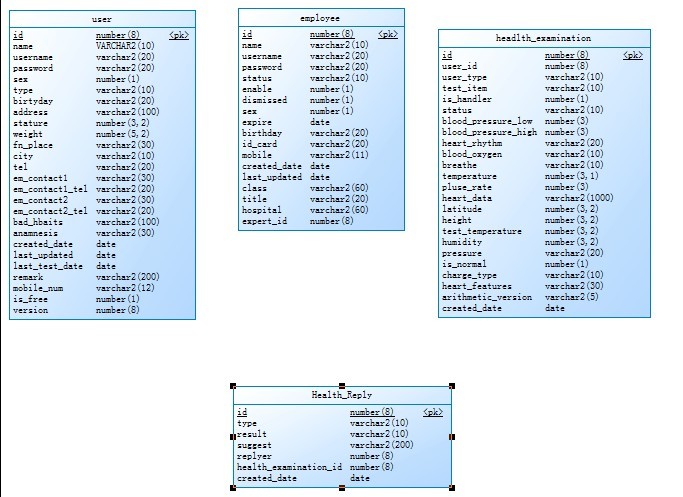 user
id number(8) <pk>
name VARCHAR2(10)
username varchar2(20)
password varchar2(20)
sex number(1)
type varchar2(10)
birtyday varchar2(20)
address varchar2(100)
stature number(3,2)
weight number(5,2)
fn_place varchar2(30)
city varchar2(10)
tel varchar2(20)
em_contact1 varchar2(30)
em_contact1_tel varchar2(20)
em_contact2 varchar2(30)
em_contact2_tel varchar2(20)
bad_hbaits varchar2(100)
anamnesis varchar2(30)
created_date date
last_updated date
last_test_date date
remark varchar2(200)
mobile_num varchar2(12)
is_free number(1)
version number(8)
employee
id number(8) <pk>
name varchar2(10)
username varchar2(20)
password varchar2(20)
status varchar2(10)
enable number(1)
dismissed number(1)
sex number(1)
expire date
birthday varchar2(20)
id_card varchar2(20)
mobile varchar2(11)
created_date date
last_updated date
class varchar2(60)
title varchar2(20)
hospital varchar2(60)
expert_id number(8)
headlth_examination
id number(8) <pk>
user_id number(8)
user_type varchar2(10)
test_item varchar2(10)
is_handler number(1)
status varchar2(10)
blood_pressure_low number(3)
blood_pressure_high number(3)
heart_rhythm varchar2(20)
blood_oxygen varchar2(10)
breathe varchar2(10)
temperature number(3,1)
pluse_rate number(3)
heart_data varchar2(1000)
latitude number(3,2)
height number(3,2)
test_temperature number(3,2)
humidity number(3,2)
pressure varchar2(20)
is_normal number(1)
charge_type varchar2(10)
heart_features varchar2(30)
arithmetic_version varchar2(5)
created_date date
Health_Reply
id number(8) <pk>
type varchar2(10)
result varchar2(10)
suggest varchar2(200)
replyer number(8)
health_examination_id number(8)
created_date date